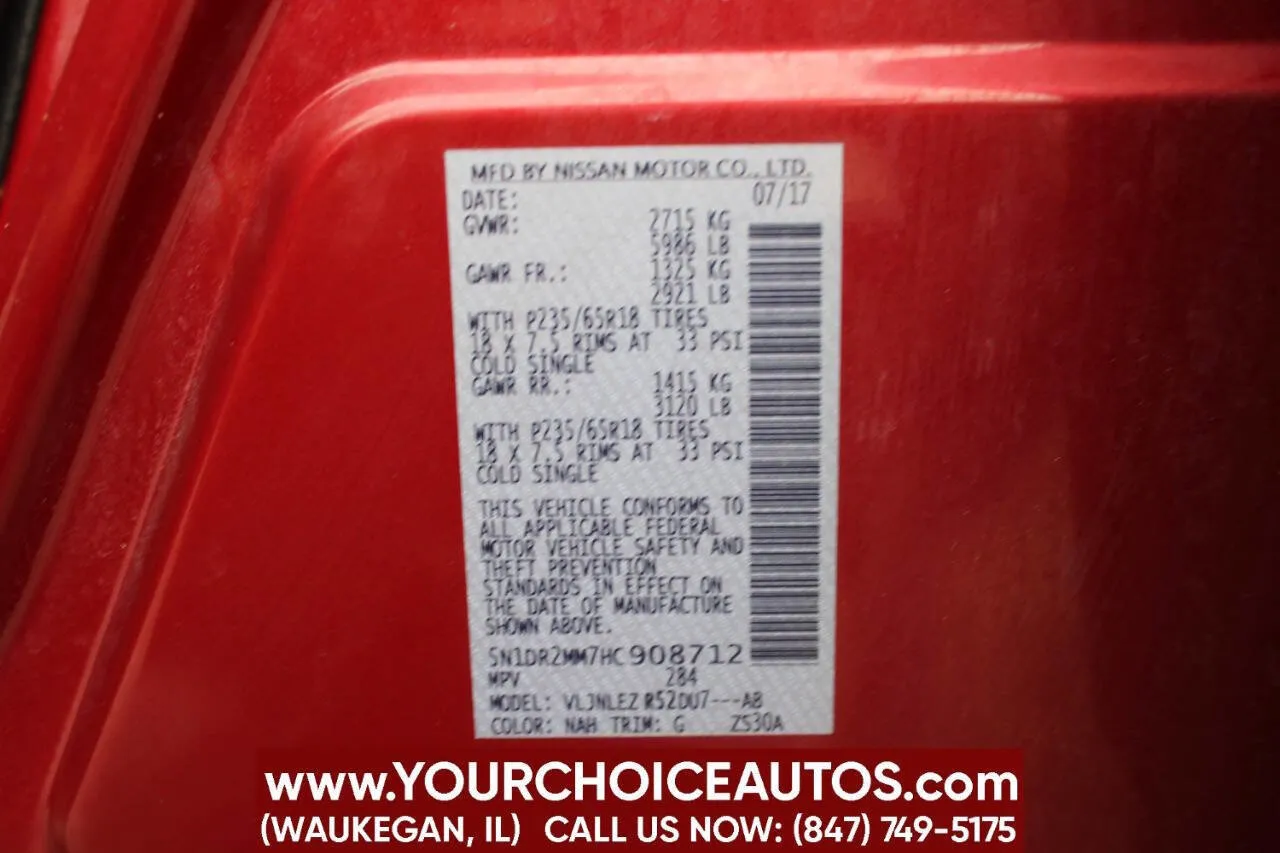 MFD BY NISSAN MOTOR CO., LTD.
DATE: 07/17
GVWR: 2715 KG
5986 LB
GAWR FR.: 1325 KG
2921 LB
WITH P235/65R18 TIRES
18 X 7.5 RIMS AT 33 PSI
COLD SINGLE
GAWR RR.: 1415 KG
3120 LB
WITH P235/65R18 TIRES
18 X 7.5 RIMS AT 33 PSI
COLD SINGLE
THIS VEHICLE CONFORMS TO
ALL APPLICABLE FEDERAL
MOTOR VEHICLE SAFETY AND
THEFT PREVENTION
STANDARDS IN EFFECT ON
THE DATE OF MANUFACTURE
SHOWN ABOVE.
5N1DR2MM7HC908712
MPV 284
MODEL: VLJNLEZ R52DU7---AB
COLOR: NAH TRIM: G ZS30A
www.YOURCHOICEAUTOS.com
(WAUKEGAN, IL) CALL US NOW: (847) 749-5175